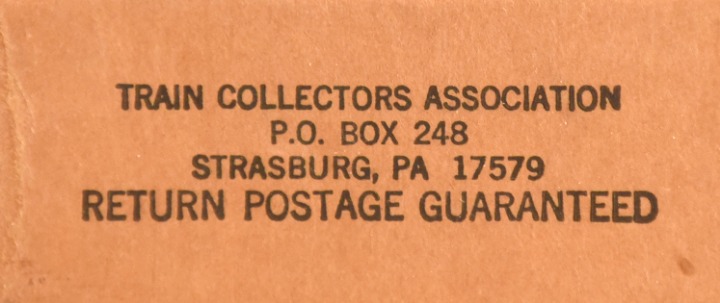 TRAIN COLLECTORS ASSOCIATION
P.O. BOX 248
STRASBURG, PA 17579
RETURN POSTAGE GUARANTEED